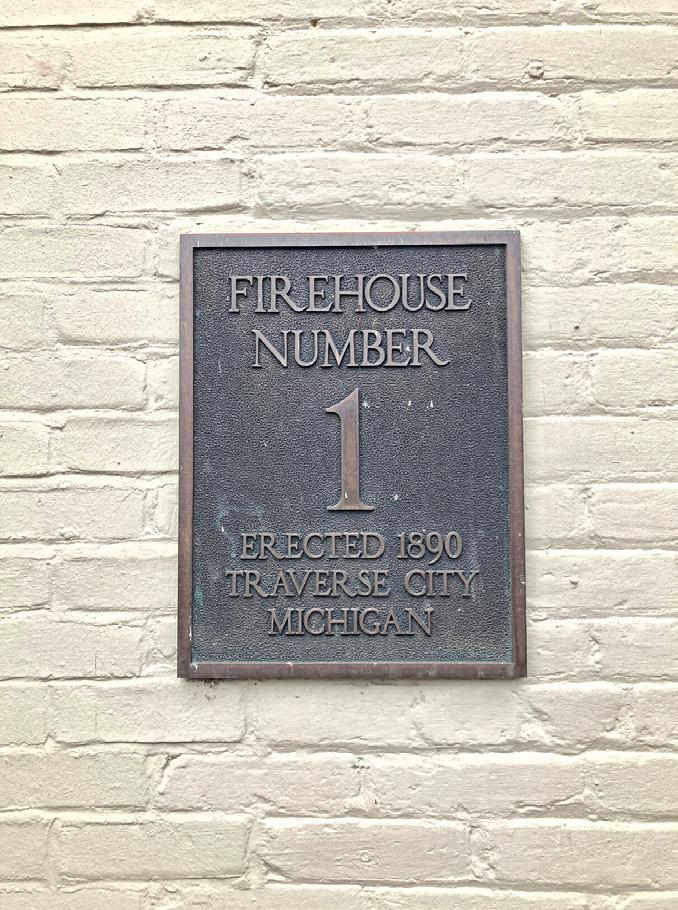 FIREHOUSE
NUMBER
1
ERECTED 1890
TRAVERSE CITY
MICHIGAN